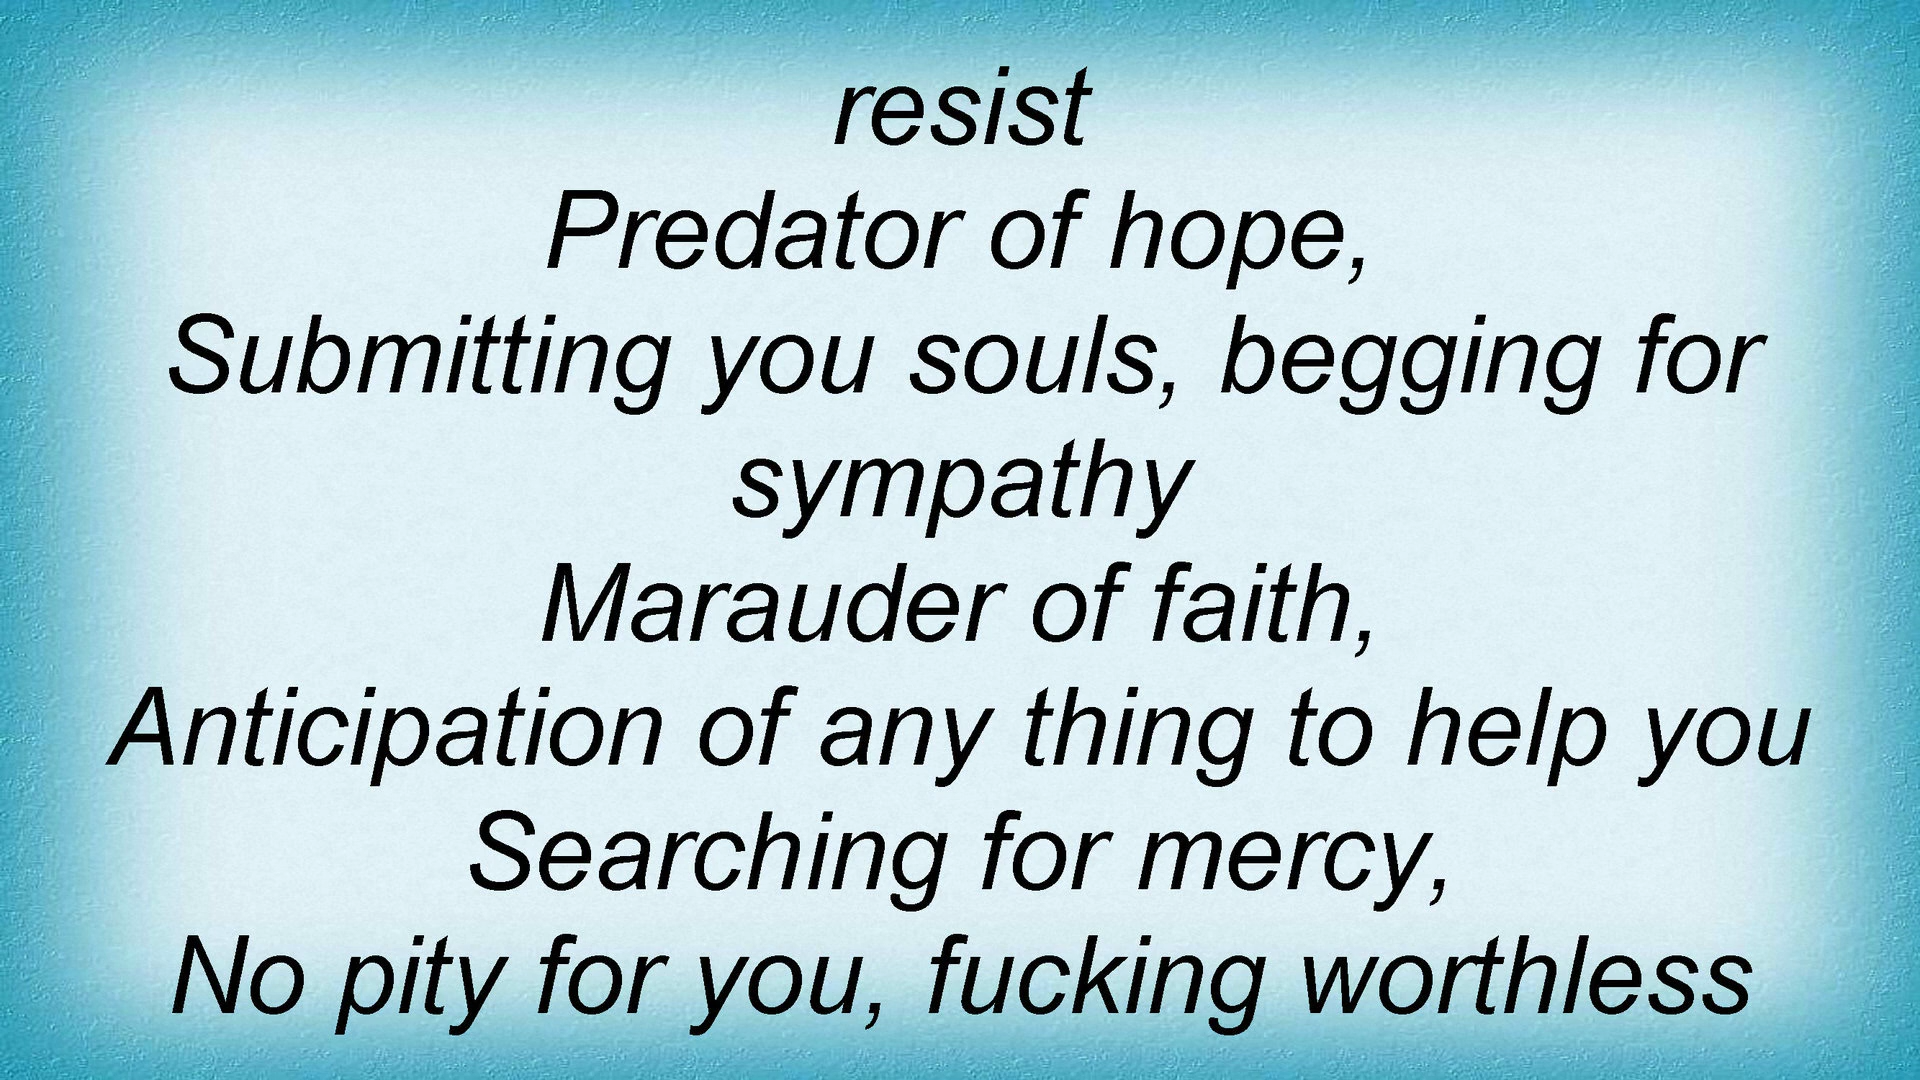 resist
Predator of hope,
Submitting you souls, begging for
sympathy
Marauder of faith,
Anticipation of any thing to help you
Searching for mercy,
No pity for you, fucking worthless